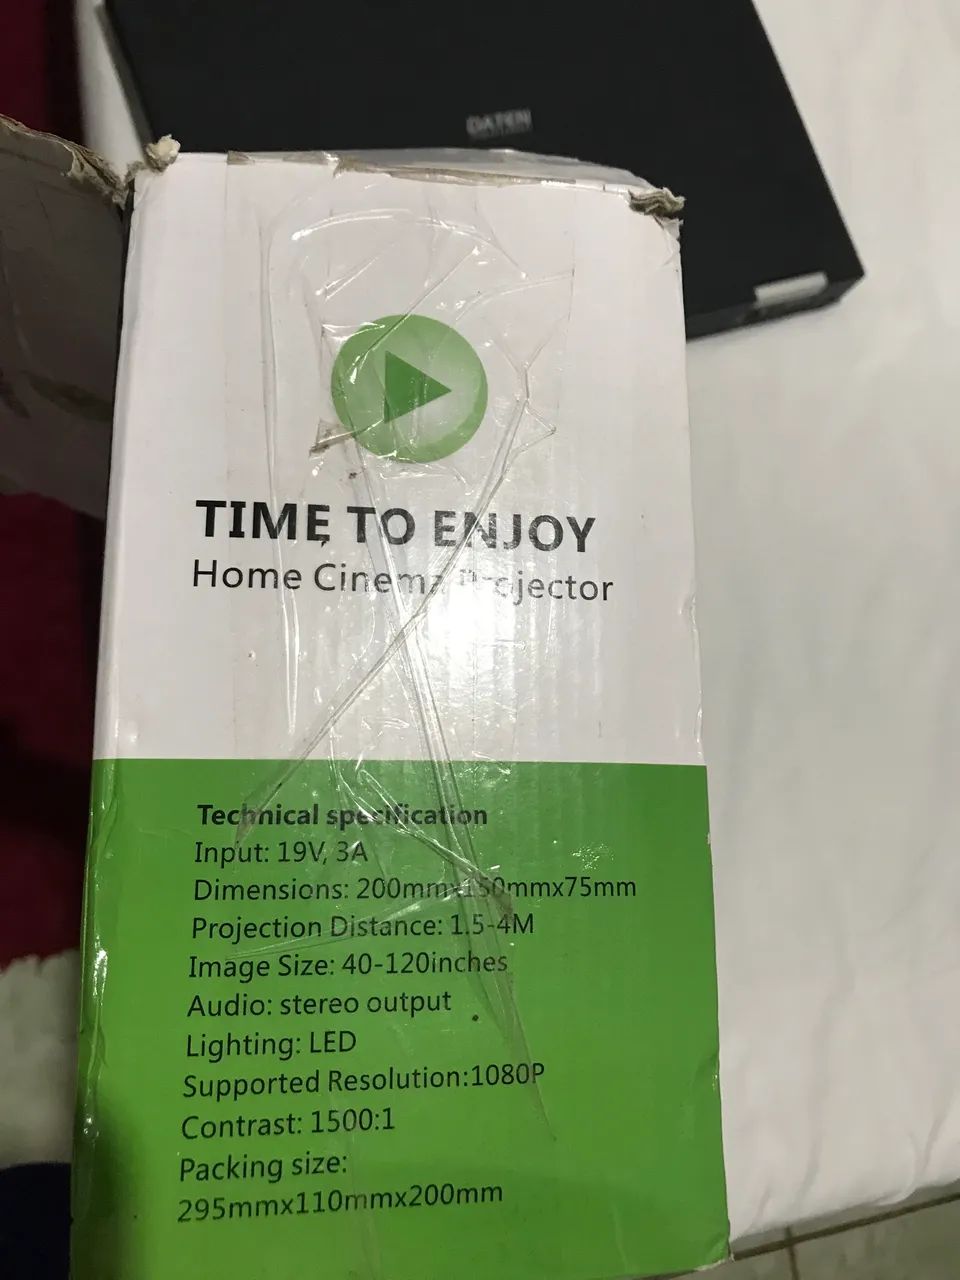 DATEN
TIME TO ENJOY
Home Cinema Projector
Technical specification
Input: 19V, 3A
Dimensions: 200mmx150mmx75mm
Projection Distance: 1.5-4M
Image Size: 40-120inches
Audio: stereo output
Lighting: LED
Supported Resolution:1080P
Contrast: 1500:1
Packing size:
295mmx110mmx200mm